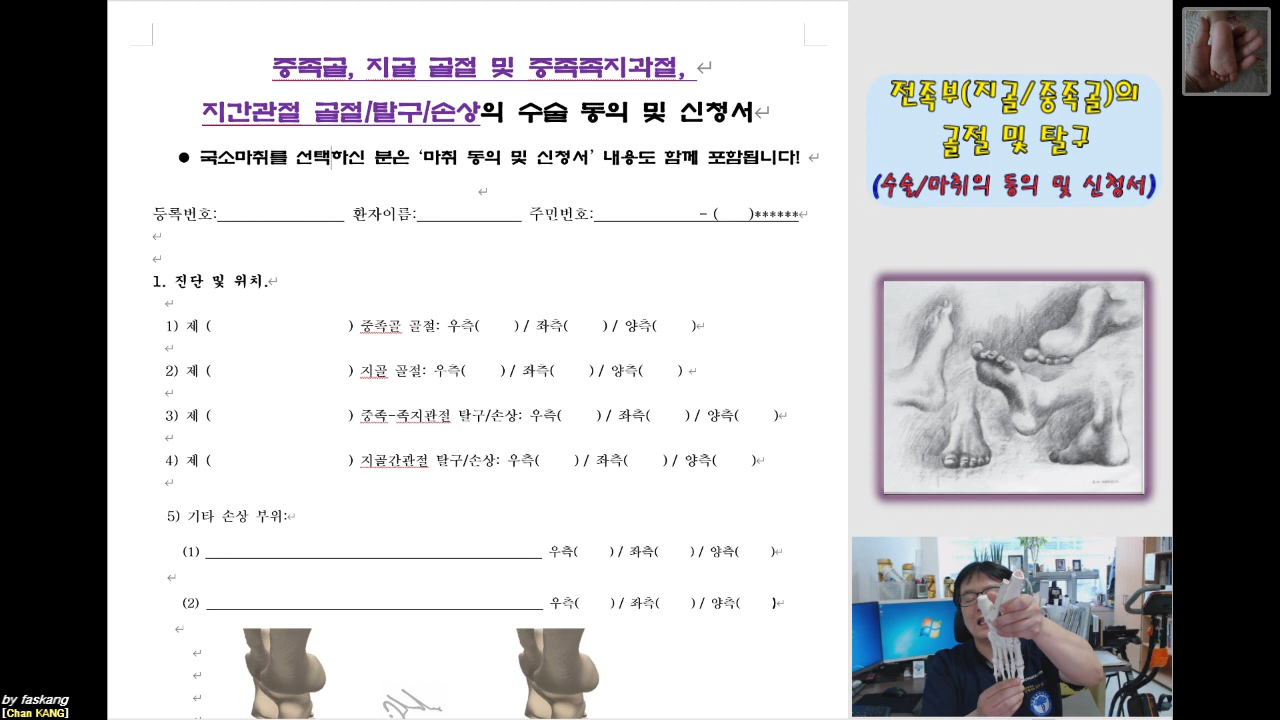 중족골, 지골 골절 및 중족족지과절,
지간관절 골절/탈구/손상의 수술 동의 및 신청서
● 국소마취를 선택하신 분은 ‘마취 동의 및 신청서’ 내용도 함께 포함됩니다!
등록번호:________________ 환자이름:______________ 주민번호:______________ – ( )******
1. 진단 및 위치.
1) 제 ( ) 중족골 골절: 우측( ) / 좌측( ) / 양측( )
2) 제 ( ) 지골 골절: 우측( ) / 좌측( ) / 양측( )
3) 제 ( ) 중족-족지관절 탈구/손상: 우측( ) / 좌측( ) / 양측( )
4) 제 ( ) 지골간관절 탈구/손상: 우측( ) / 좌측( ) / 양측( )
5) 기타 손상 부위:
(1) ________________________________ 우측( ) / 좌측( ) / 양측( )
(2) ________________________________ 우측( ) / 좌측( ) / 양측( )
전족부(지골/중족골)의
골절 및 탈구
(수술/마취의 동의 및 신청서)
by faskang
[Chan KANG]